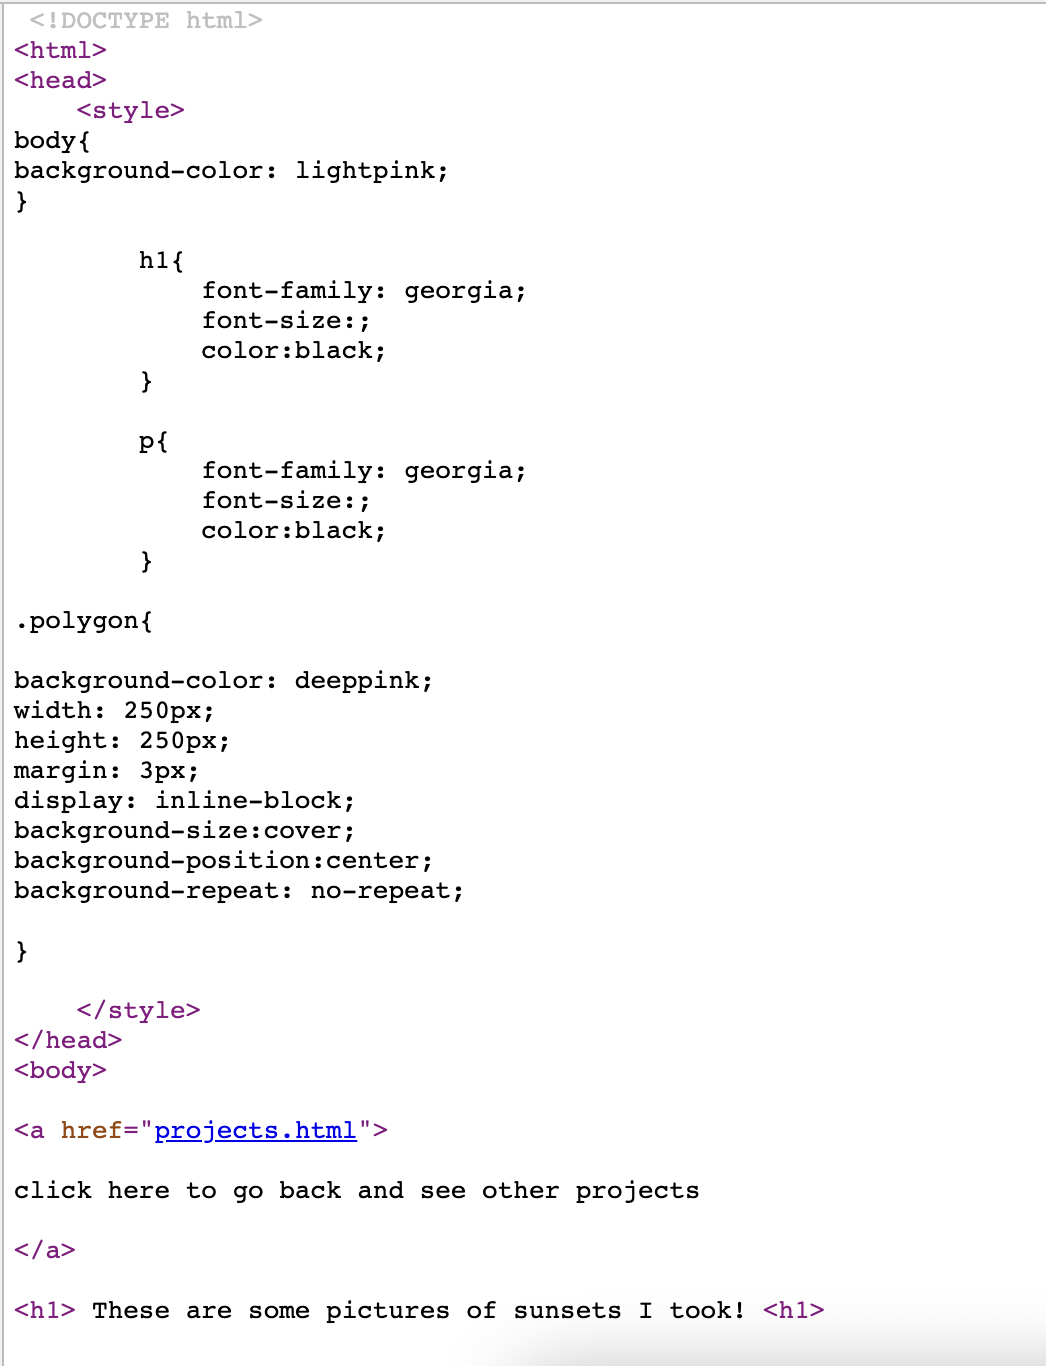 <!DOCTYPE html>
<html>
<head>
<style>
body{
background-color: lightpink;
}
h1{
font-family: georgia;
font-size:;
color:black;
}
p{
font-family: georgia;
font-size:;
color:black;
}
.polygon{
background-color: deeppink;
width: 250px;
height: 250px;
margin: 3px;
display: inline-block;
background-size:cover;
background-position:center;
background-repeat: no-repeat;
}
</style>
</head>
<body>
<a href="projects.html">
click here to go back and see other projects
</a>
<h1> These are some pictures of sunsets I took! <h1>